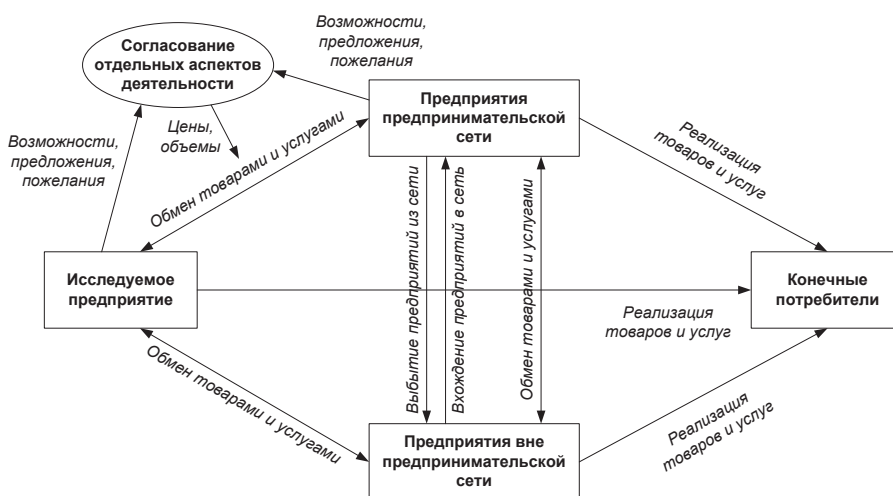 Возможности,
предложения,
пожелания
Согласование
отдельных аспектов
деятельности
Предприятия
предпринимательской
сети
Цены,
объемы
Возможности,
предложения,
пожелания
Обмен товарами и услугами
Реализация
товаров и услуг
Выбытие предприятий из сети
Вхождение предприятий в сеть
Обмен товарами и услугами
Исследуемое
предприятие
Конечные
потребители
Реализация
товаров и услуг
Обмен товарами и услугами
Реализация
товаров и услуг
Предприятия вне
предпринимательской
сети